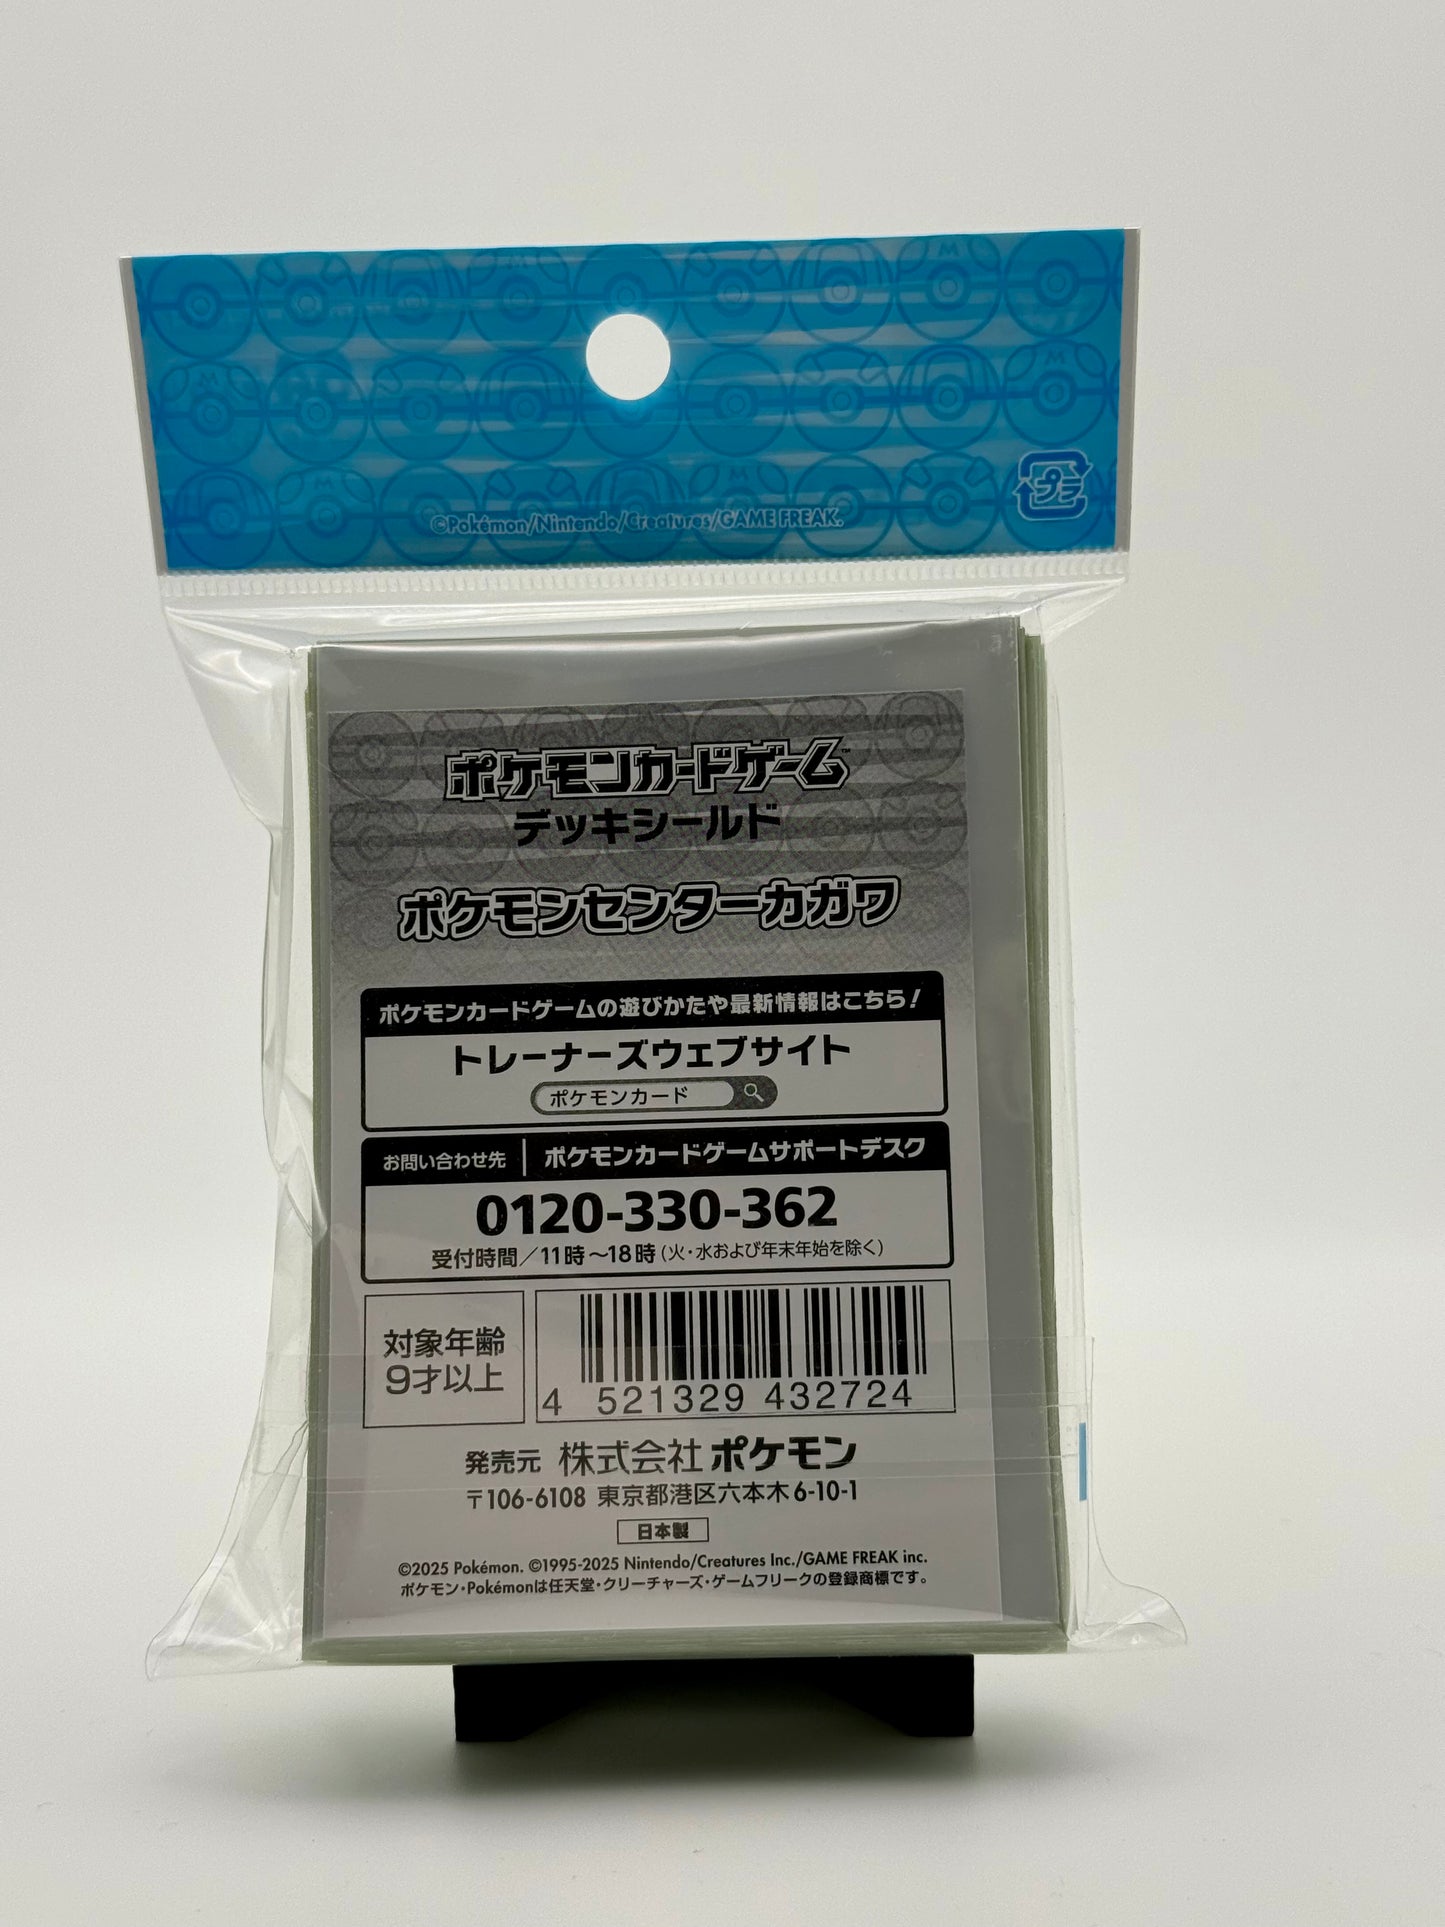 ©Pokémon/Nintendo/Creatures/GAME FREAK.
プラ
ポケモンカードゲーム™
デッキシールド
ポケモンセンターカガワ
ポケモンカードゲームの遊びかたや最新情報はこちら!
トレーナーズウェブサイト
ポケモンカード
お問い合わせ先 ポケモンカードゲームサポートデスク
0120-330-362
受付時間/11時~18時(火・水および年末年始を除く)
対象年齢
9才以上
4 521329 432724
発売元 株式会社 ポケモン
〒106-6108 東京都港区六本木6-10-1
日本製
©2025 Pokémon. ©1995-2025 Nintendo/Creatures Inc./GAME FREAK inc.
ポケモン・Pokémonは任天堂・クリーチャーズ・ゲームフリークの登録商標です。